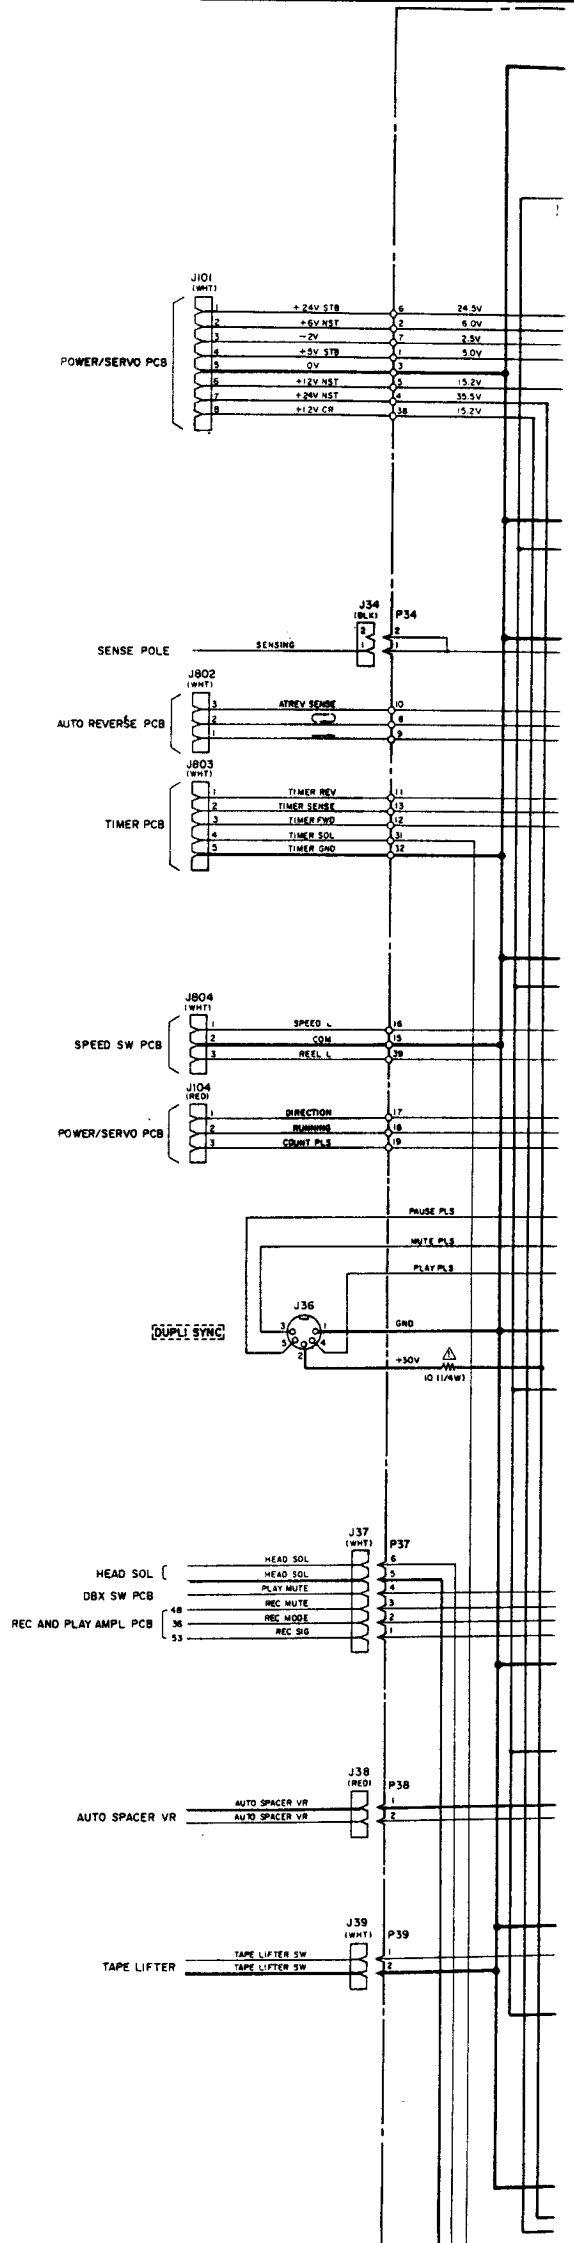 J101
(WHT)
POWER/SERVO PCB
1 +24V STB 6 24.5V
2 +6V NST 2 6.0V
3 -2V 7 2.5V
4 +5V STB 1 5.0V
5 0V 3
6 +12V NST 5 15.2V
7 +24V NST 4 35.5V
8 +12V CR 38 15.2V
J34
(BLK)
P34
2 2
SENSE POLE SENSING 1 1
J802
(WHT)
AUTO REVERSE PCB
3 ATREV SENSE 10
2 8
1 9
J803
(WHT)
TIMER PCB
1 TIMER REV 11
2 TIMER SENSE 13
3 TIMER FWD 12
4 TIMER SOL 31
5 TIMER GND 32
J804
(WHT)
SPEED SW PCB
1 SPEED L 16
2 COM 15
3 REEL L 39
J104
(RED)
POWER/SERVO PCB
1 DIRECTION 17
2 RUNNING 18
3 COUNT PLS 19
PAUSE PLS
MUTE PLS
PLAY PLS
J36
DUPLI SYNC
3 1 GND
5 4
2
+30V
10 (1/4W)
J37
(WHT)
P37
HEAD SOL
HEAD SOL 6
HEAD SOL 5
DBX SW PCB PLAY MUTE 4
REC AND PLAY AMPL PCB
48 REC MUTE 3
36 REC MODE 2
53 REC SIG 1
J38
(RED)
P38
AUTO SPACER VR
AUTO SPACER VR 1
AUTO SPACER VR 2
J39
(WHT)
P39
TAPE LIFTER
TAPE LIFTER SW 1
TAPE LIFTER SW 2